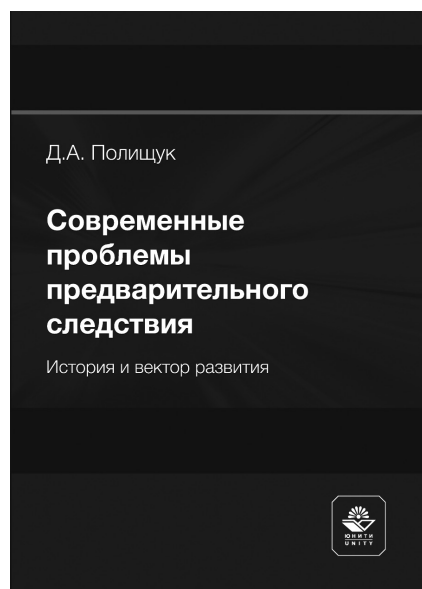 Д.А. Полищук
Современные
проблемы
предварительного
следствия
История и вектор развития
ЮНИТИ
UNITY